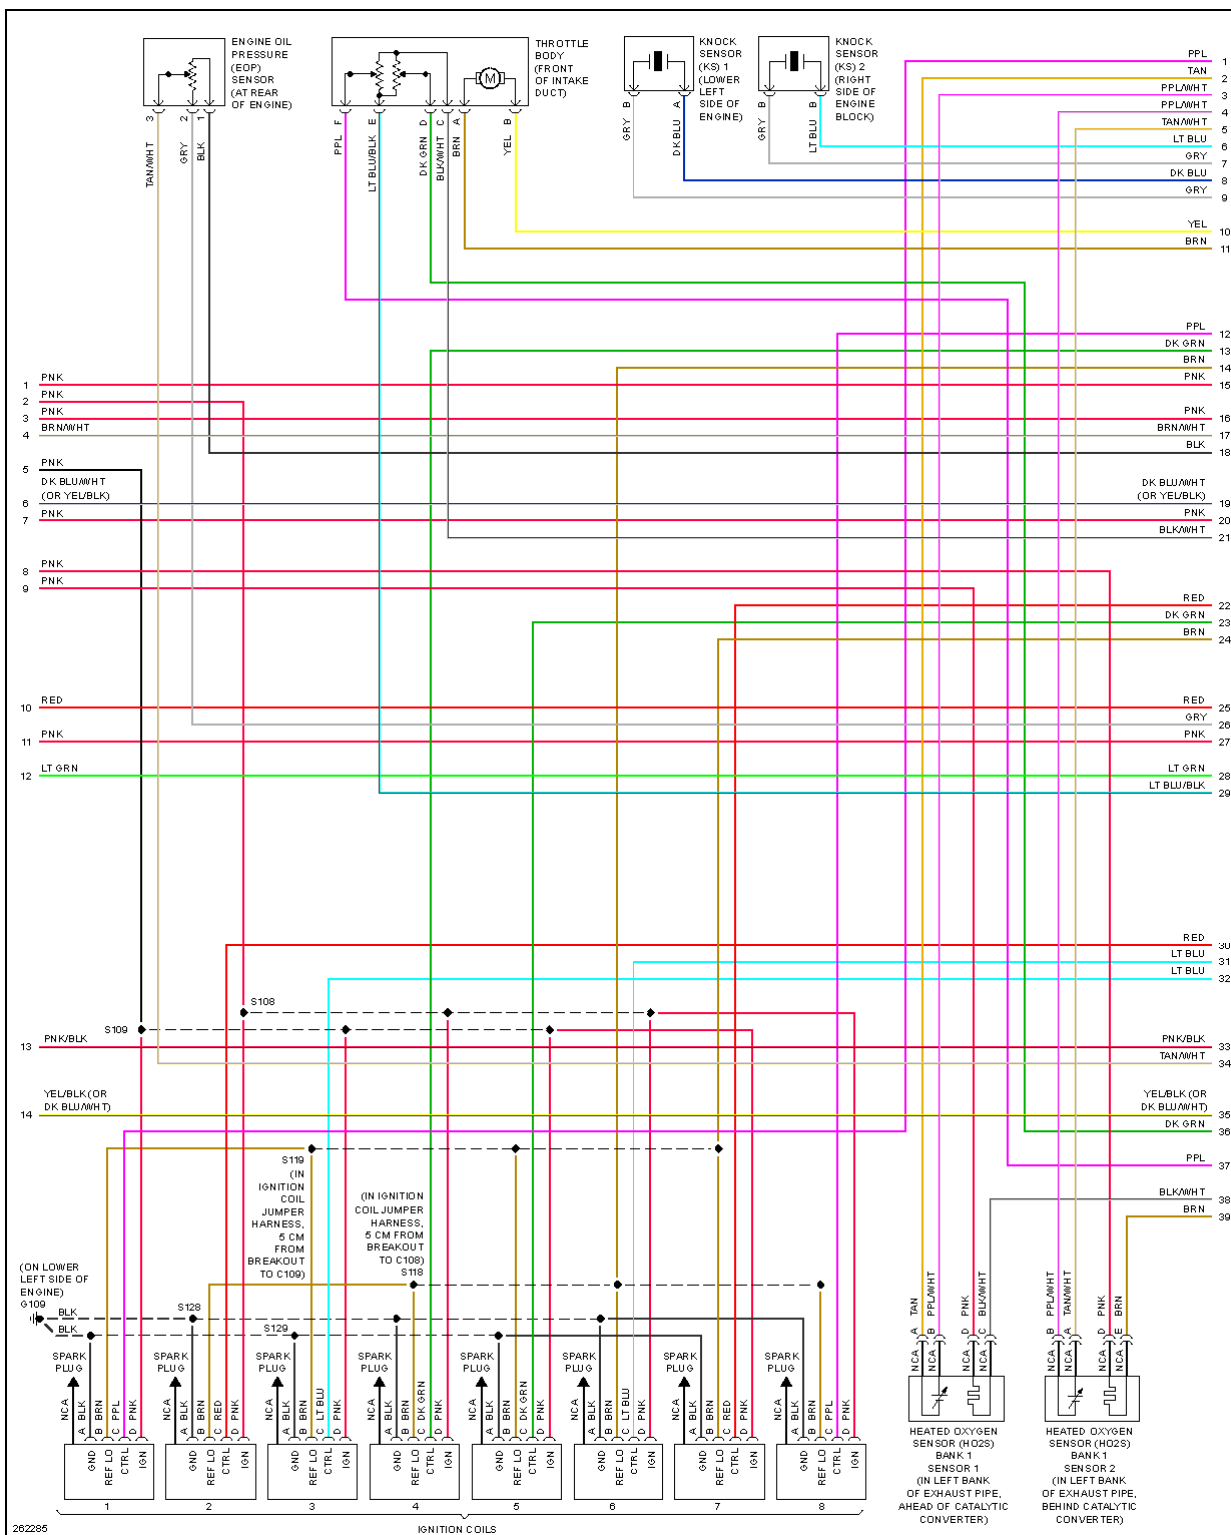 ENGINE OIL
PRESSURE
(EOP)
SENSOR
(AT REAR
OF ENGINE)
THROTTLE
BODY
(FRONT
OF INTAKE
DUCT)
M
KNOCK
SENSOR
(KS) 1
(LOWER
LEFT
SIDE OF
ENGINE)
KNOCK
SENSOR
(KS) 2
(RIGHT
SIDE OF
ENGINE
BLOCK)
3 2 1
TAN/WHT GRY BLK
F E D C A B
PPL LT BLU/BLK DK GRN BLK/WHT BRN YEL
B A
GRY DK BLU
B B
GRY LT BLU
PPL 1
TAN 2
PPL/WHT 3
PPL/WHT 4
TAN/WHT 5
LT BLU 6
GRY 7
DK BLU 8
GRY 9
YEL 10
BRN 11
PPL 12
DK GRN 13
BRN 14
1 PNK PNK 15
2 PNK
3 PNK PNK 16
4 BRN/WHT BRN/WHT 17
BLK 18
5 PNK
DK BLU/WHT DK BLU/WHT
6 (OR YEL/BLK) (OR YEL/BLK) 19
7 PNK PNK 20
BLK/WHT 21
8 PNK
9 PNK
RED 22
DK GRN 23
BRN 24
10 RED RED 25
GRY 26
11 PNK PNK 27
12 LT GRN LT GRN 28
LT BLU/BLK 29
RED 30
LT BLU 31
LT BLU 32
S108
S109
13 PNK/BLK PNK/BLK 33
TAN/WHT 34
YEL/BLK (OR YEL/BLK (OR
14 DK BLU/WHT) DK BLU/WHT) 35
DK GRN 36
PPL 37
BLK/WHT 38
BRN 39
S119
(IN
IGNITION
COIL
JUMPER
HARNESS,
5 CM
FROM
BREAKOUT
TO C109)
(IN IGNITION
COIL JUMPER
HARNESS,
5 CM FROM
BREAKOUT
TO C108)
S118
(ON LOWER
LEFT SIDE OF
ENGINE)
G109
BLK
BLK
S128
S129
SPARK PLUG
NCA
A BLK
B BRN
C PPL
D PNK
GND
REF LO
CTRL
IGN
1
SPARK PLUG
NCA
A BLK
B BRN
C RED
D PNK
GND
REF LO
CTRL
IGN
2
SPARK PLUG
NCA
A BLK
B BRN
C LT BLU
D PNK
GND
REF LO
CTRL
IGN
3
SPARK PLUG
NCA
A BLK
B BRN
C DK GRN
D PNK
GND
REF LO
CTRL
IGN
4
SPARK PLUG
NCA
A BLK
B BRN
C DK GRN
D PNK
GND
REF LO
CTRL
IGN
5
SPARK PLUG
NCA
A BLK
B BRN
C LT BLU
D PNK
GND
REF LO
CTRL
IGN
6
SPARK PLUG
NCA
A BLK
B BRN
C RED
D PNK
GND
REF LO
CTRL
IGN
7
SPARK PLUG
NCA
A BLK
B BRN
C PPL
D PNK
GND
REF LO
CTRL
IGN
8
IGNITION COILS
NCA A TAN
NCA B PPL/WHT
NCA D PNK
NCA C BLK/WHT
HEATED OXYGEN
SENSOR (HO2S)
BANK 1
SENSOR 1
(IN LEFT BANK
OF EXHAUST PIPE,
AHEAD OF CATALYTIC
CONVERTER)
NCA B PPL/WHT
NCA A TAN/WHT
NCA D PNK
NCA E BRN
HEATED OXYGEN
SENSOR (HO2S)
BANK 1
SENSOR 2
(IN LEFT BANK
OF EXHAUST PIPE,
BEHIND CATALYTIC
CONVERTER)
262285